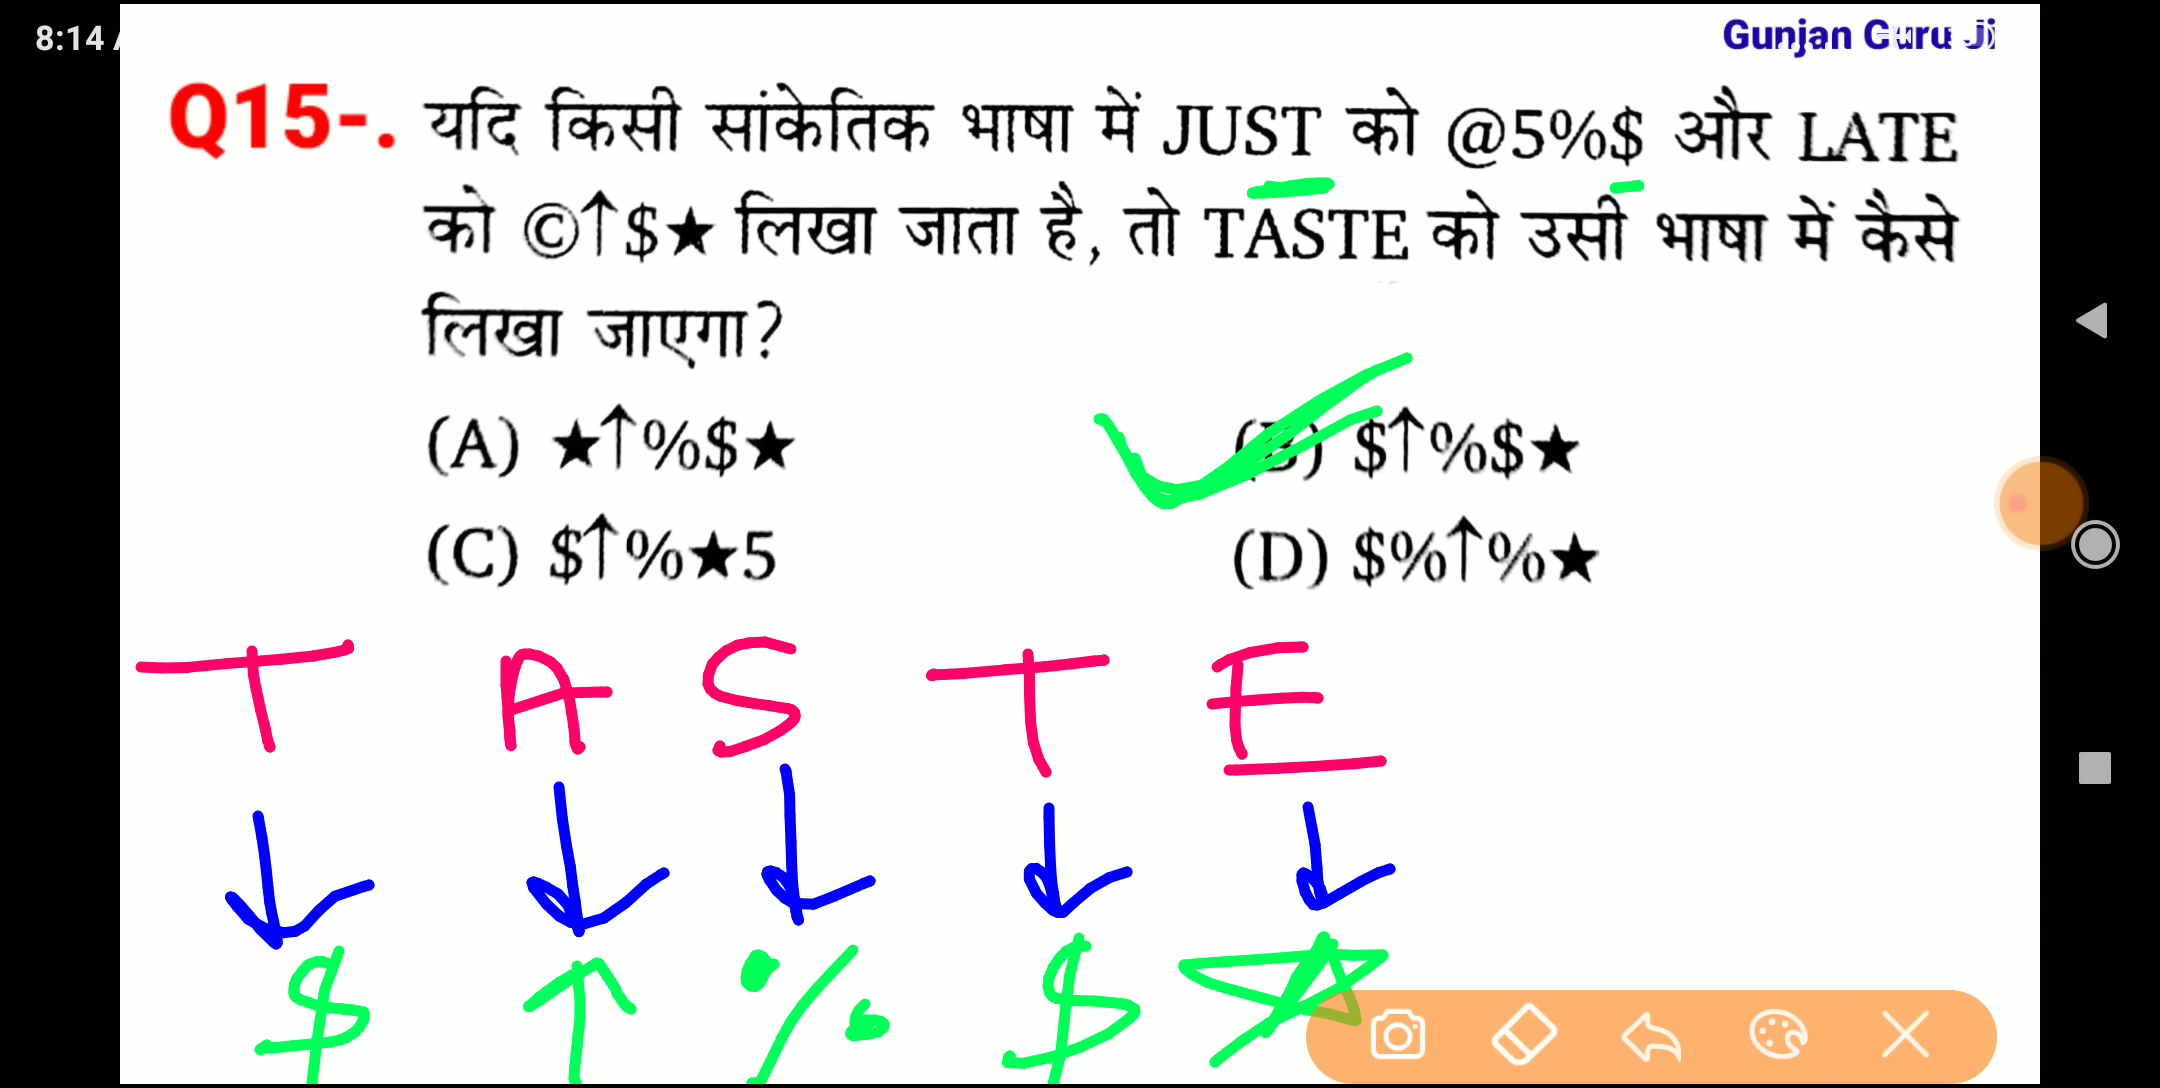 8:14
Gunjan Guru Ji
Q15-. यदि किसी सांकेतिक भाषा में JUST को @5%$ और LATE
को ©↑$★ लिखा जाता है, तो TASTE को उसी भाषा में कैसे
लिखा जाएगा?
(A) ★↑%$★ (B) $↑%$★
(C) $↑%★5 (D) $%↑%★
T A S T E
$ ↑ % $ ★